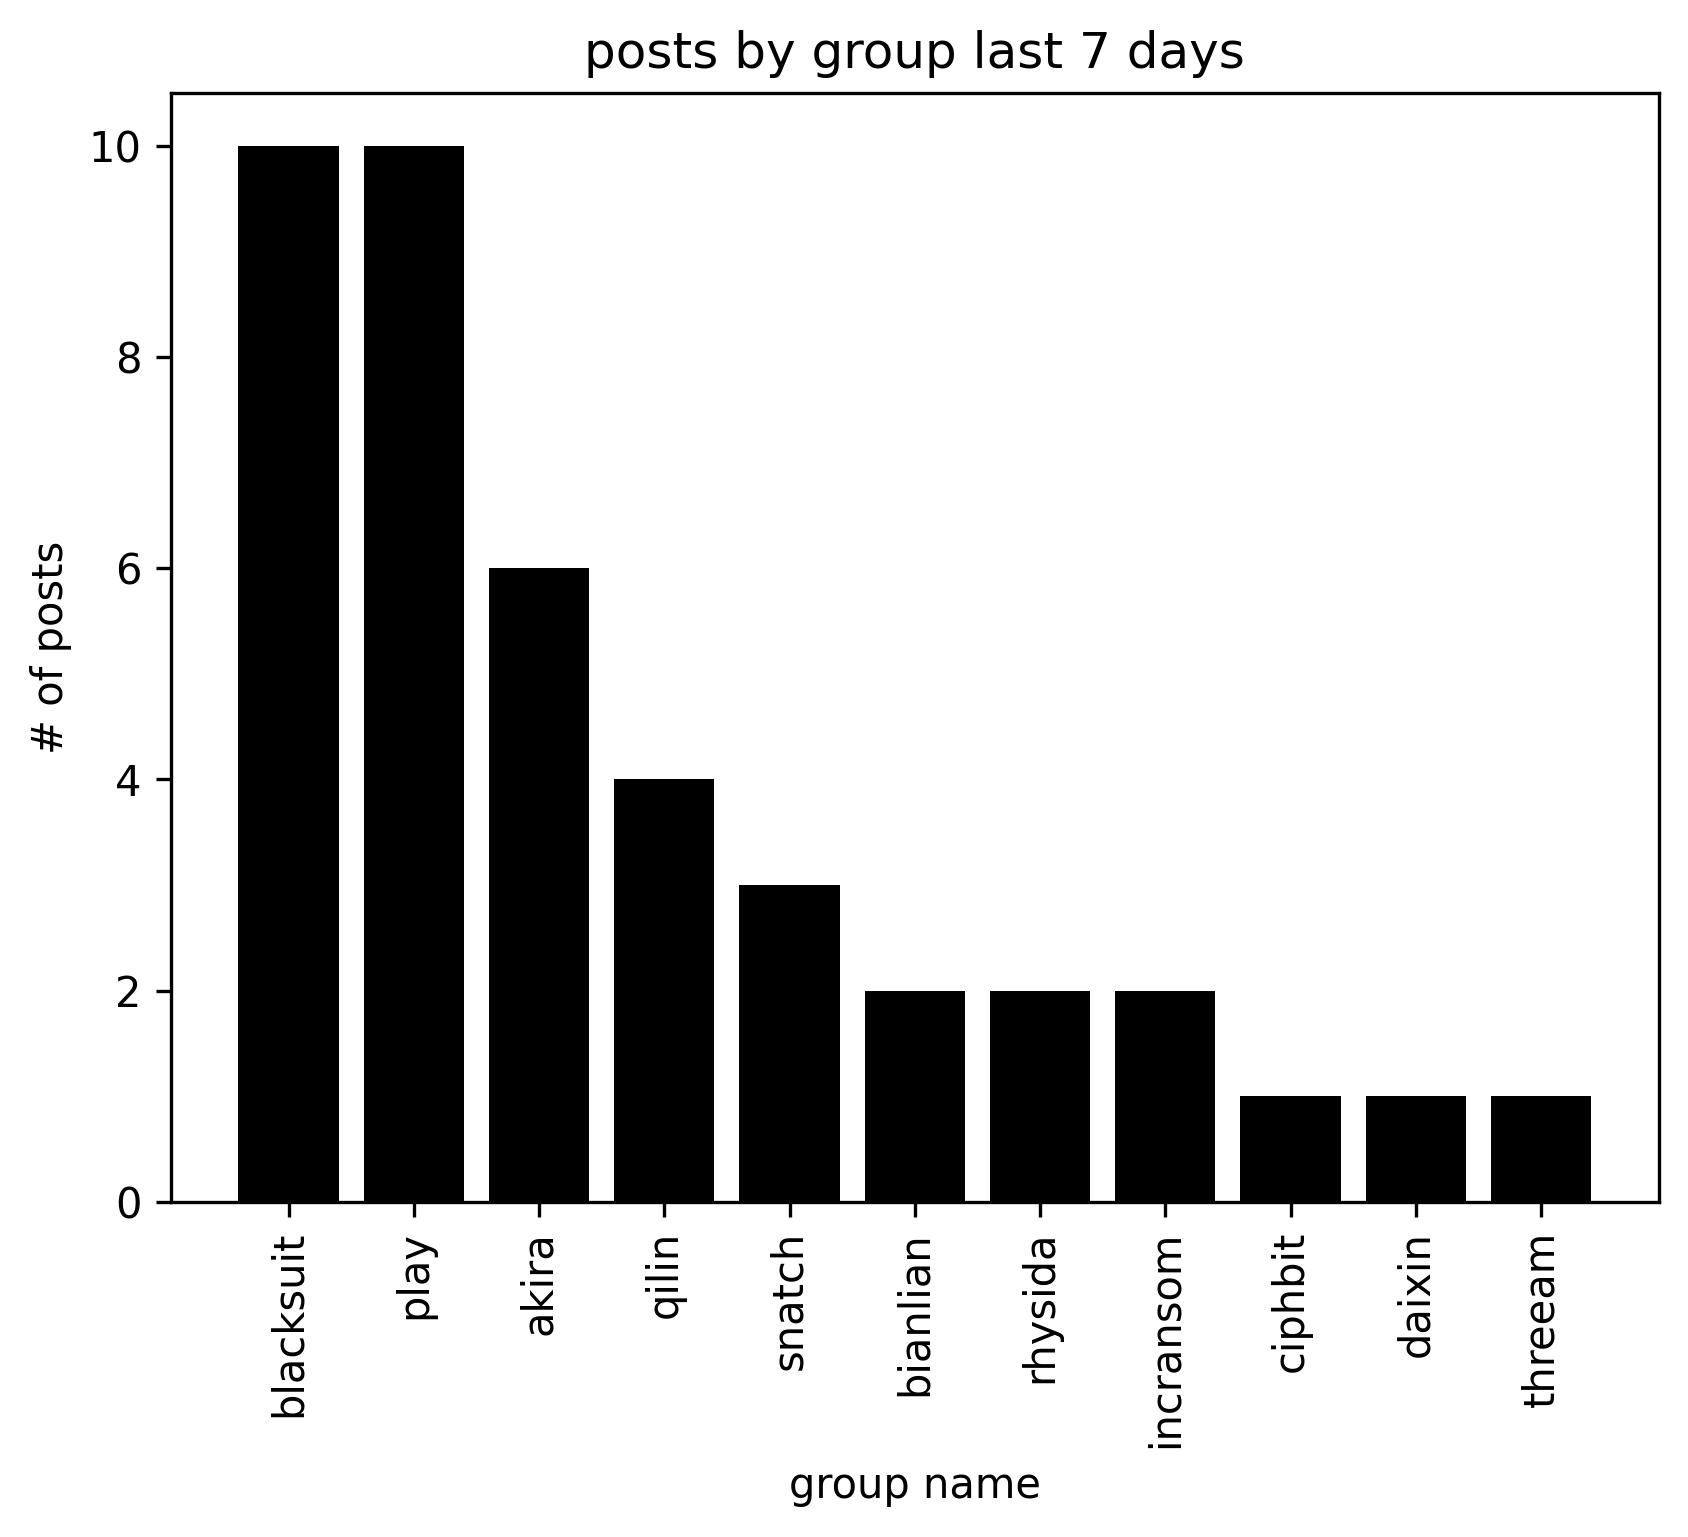 posts by group last 7 days
# of posts
10
8
6
4
2
0
blacksuit
play
akira
qilin
snatch
bianlian
rhysida
incransom
ciphbit
daixin
threeam
group name